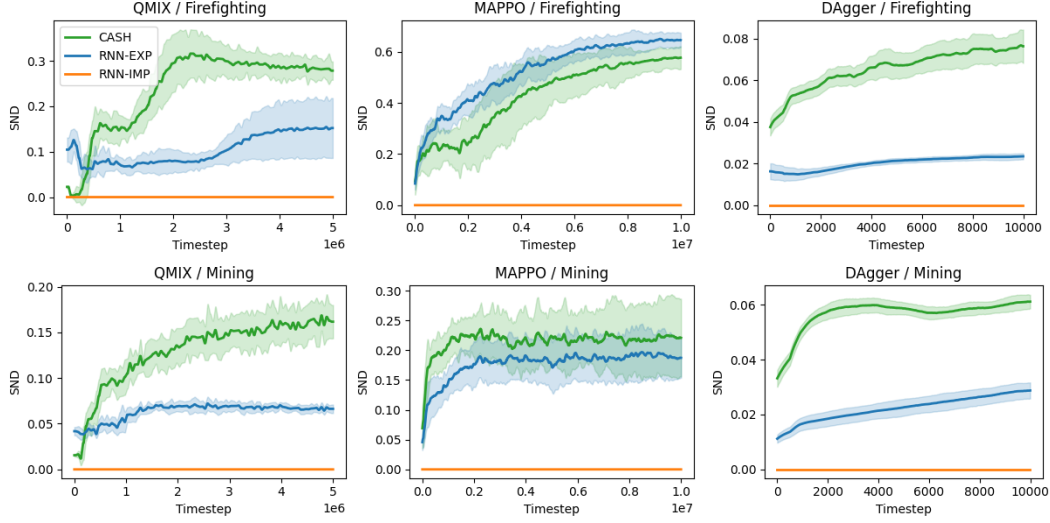 QMIX / Firefighting
SND
0.3
0.2
0.1
0.0
CASH
RNN-EXP
RNN-IMP
0 1 2 3 4 5
Timestep
1e6
MAPPO / Firefighting
SND
0.6
0.4
0.2
0.0
0.0 0.2 0.4 0.6 0.8 1.0
Timestep
1e7
DAgger / Firefighting
SND
0.08
0.06
0.04
0.02
0.00
0 2000 4000 6000 8000 10000
Timestep
QMIX / Mining
SND
0.20
0.15
0.10
0.05
0.00
0 1 2 3 4 5
Timestep
1e6
MAPPO / Mining
SND
0.30
0.25
0.20
0.15
0.10
0.05
0.00
0.0 0.2 0.4 0.6 0.8 1.0
Timestep
1e7
DAgger / Mining
SND
0.06
0.04
0.02
0.00
0 2000 4000 6000 8000 10000
Timestep